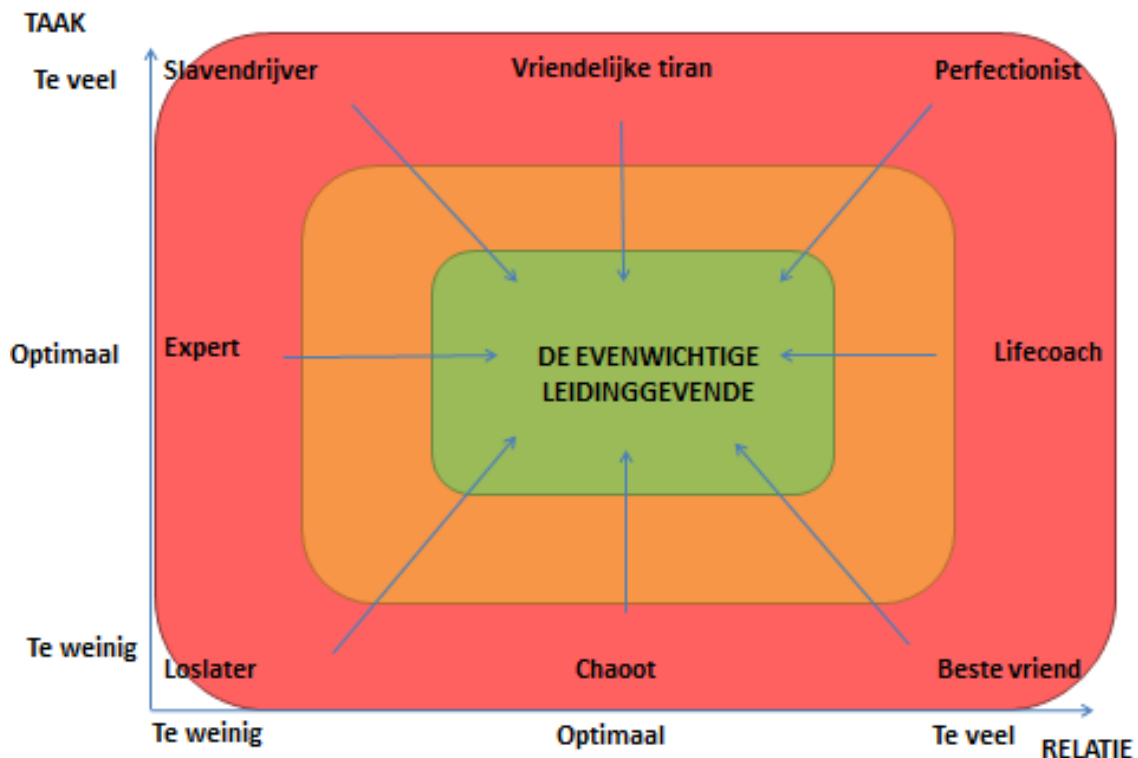 TAAK
Te veel
Slavendrijver
Vriendelijke tiran
Perfectionist
Optimaal
Expert
DE EVENWICHTIGE
LEIDINGGEVENDE
Lifecoach
Te weinig
Loslater
Chaoot
Beste vriend
Te weinig
Optimaal
Te veel
RELATIE